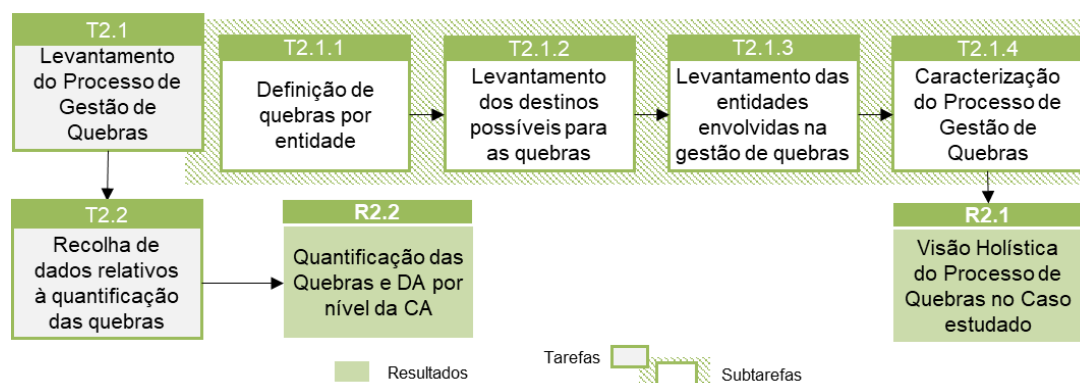 T2.1
Levantamento
do Processo de
Gestão de
Quebras
T2.1.1
Definição de
quebras por
entidade
T2.1.2
Levantamento
dos destinos
possíveis para
as quebras
T2.1.3
Levantamento das
entidades
envolvidas na
gestão de quebras
T2.1.4
Caracterização
do Processo de
Gestão de
Quebras
T2.2
Recolha de
dados relativos
à quantificação
das quebras
R2.2
Quantificação das
Quebras e DA por
nível da CA
R2.1
Visão Holística
do Processo de
Quebras no Caso
estudado
Resultados
Tarefas
Subtarefas